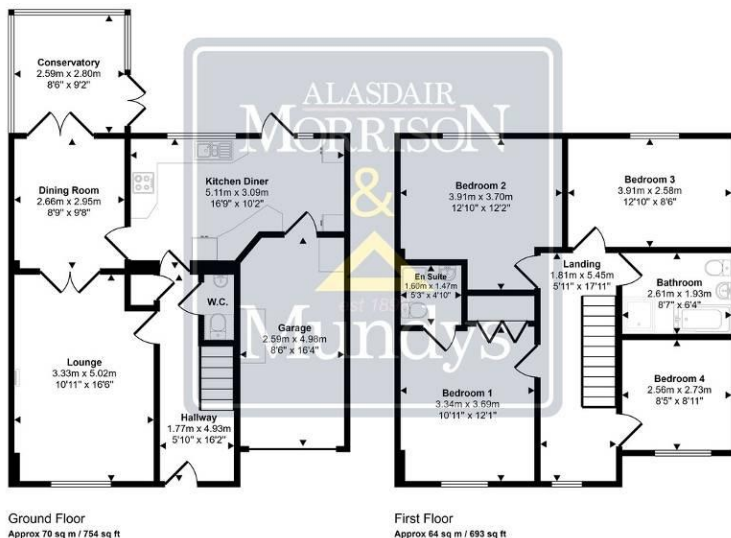 Conservatory
2.59m x 2.80m
8'6" x 9'2"
Dining Room
2.66m x 2.95m
8'9" x 9'8"
Kitchen Diner
5.11m x 3.09m
16'9" x 10'2"
W.C.
Lounge
3.33m x 5.02m
10'11" x 16'6"
Hallway
1.77m x 4.93m
5'10" x 16'2"
Garage
2.59m x 4.98m
8'6" x 16'4"
Ground Floor
Approx 70 sq m / 754 sq ft
Bedroom 2
3.91m x 3.70m
12'10" x 12'2"
Bedroom 3
3.91m x 2.58m
12'10" x 8'6"
En Suite
1.60m x 1.47m
5'3" x 4'10"
Landing
1.81m x 5.45m
5'11" x 17'11"
Bathroom
2.61m x 1.93m
8'7" x 6'4"
Bedroom 1
3.34m x 3.69m
10'11" x 12'1"
Bedroom 4
2.56m x 2.73m
8'5" x 8'11"
First Floor
Approx 64 sq m / 693 sq ft
ALASDAIR
MORRISON
&
Mundys